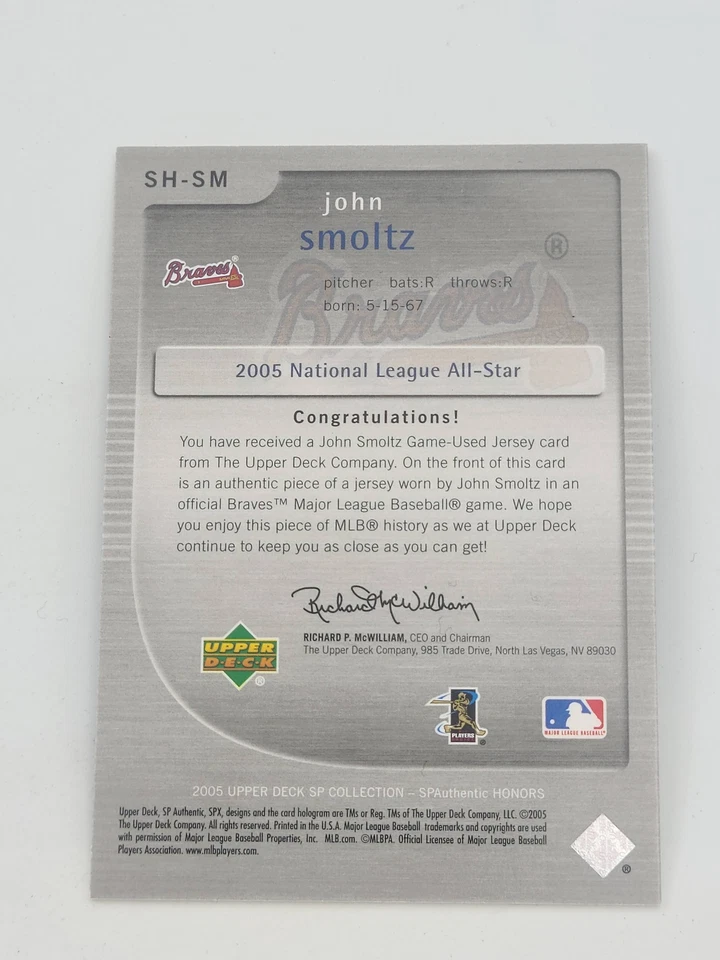 SH-SM
john
smoltz
Braves®
Braves®
pitcher bats:R throws:R
born: 5-15-67
2005 National League All-Star
Congratulations!
You have received a John Smoltz Game-Used Jersey card
from The Upper Deck Company. On the front of this card
is an authentic piece of a jersey worn by John Smoltz in an
official Braves™ Major League Baseball® game. We hope
you enjoy this piece of MLB® history as we at Upper Deck
continue to keep you as close as you can get!
Richard McWilliam
RICHARD P. McWILLIAM, CEO and Chairman
The Upper Deck Company, 985 Trade Drive, North Las Vegas, NV 89030
UPPER
D·E·C·K
®
PLAYERS
®
MAJOR LEAGUE BASEBALL®
2005 UPPER DECK SP COLLECTION – SPAuthentic HONORS
Upper Deck, SP Authentic, SPX, designs and the card hologram are TMs or Reg. TMs of The Upper Deck Company, LLC. ©2005
The Upper Deck Company. All rights reserved. Printed in the U.S.A. Major League Baseball trademarks and copyrights are used
with permission of Major League Baseball Properties, Inc. MLB.com. ©MLBPA. Official Licensee of Major League Baseball
Players Association. www.mlbplayers.com.
®